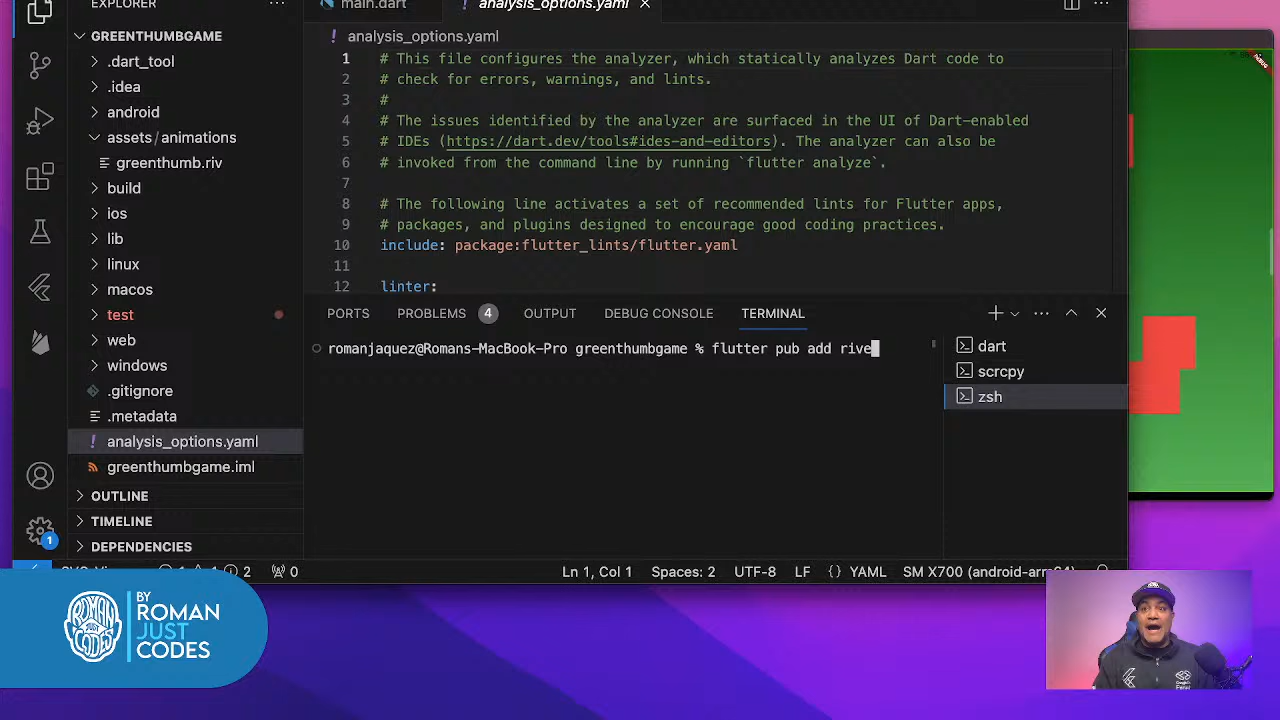 EXPLORER
GREENTHUMBGAME
.dart_tool
.idea
android
assets/animations
greenthumb.riv
build
ios
lib
linux
macos
test
web
windows
.gitignore
.metadata
analysis_options.yaml
greenthumbgame.iml
OUTLINE
TIMELINE
DEPENDENCIES
main.dart
analysis_options.yaml
analysis_options.yaml
1 # This file configures the analyzer, which statically analyzes Dart code to
2 # check for errors, warnings, and lints.
3 #
4 # The issues identified by the analyzer are surfaced in the UI of Dart-enabled
5 # IDEs (https://dart.dev/tools#ides-and-editors). The analyzer can also be
6 # invoked from the command line by running `flutter analyze`.
7
8 # The following line activates a set of recommended lints for Flutter apps,
9 # packages, and plugins designed to encourage good coding practices.
10 include: package:flutter_lints/flutter.yaml
11
12 linter:
PORTS PROBLEMS 4 OUTPUT DEBUG CONSOLE TERMINAL
romanjaquez@Romans-MacBook-Pro greenthumbgame % flutter pub add rive
dart
scrcpy
zsh
1
2 0 Ln 1, Col 1 Spaces: 2 UTF-8 LF {} YAML SM X700 (android-arm64)
BY
ROMAN
JUST
CODES
ROMAN
JUST
CODES